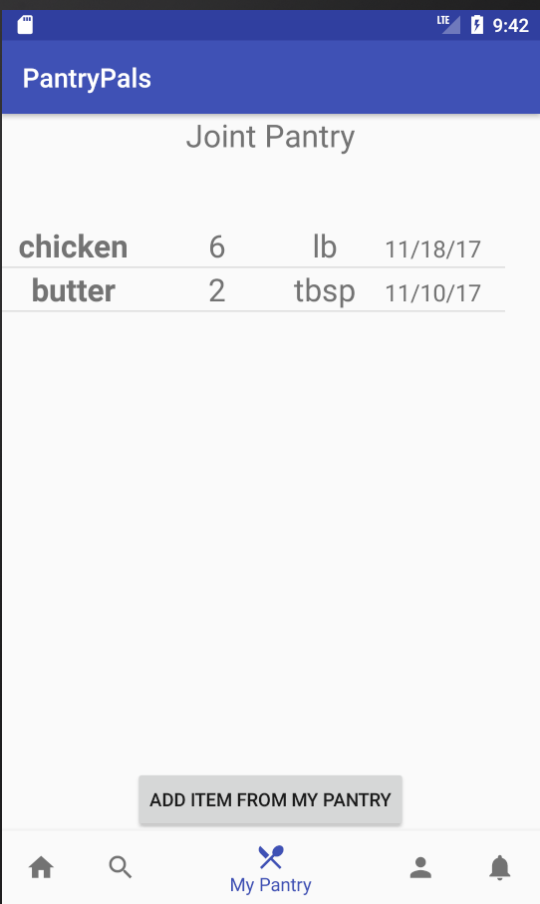 LTE 9:42
PantryPals
Joint Pantry
chicken 6 lb 11/18/17
butter 2 tbsp 11/10/17
ADD ITEM FROM MY PANTRY
My Pantry